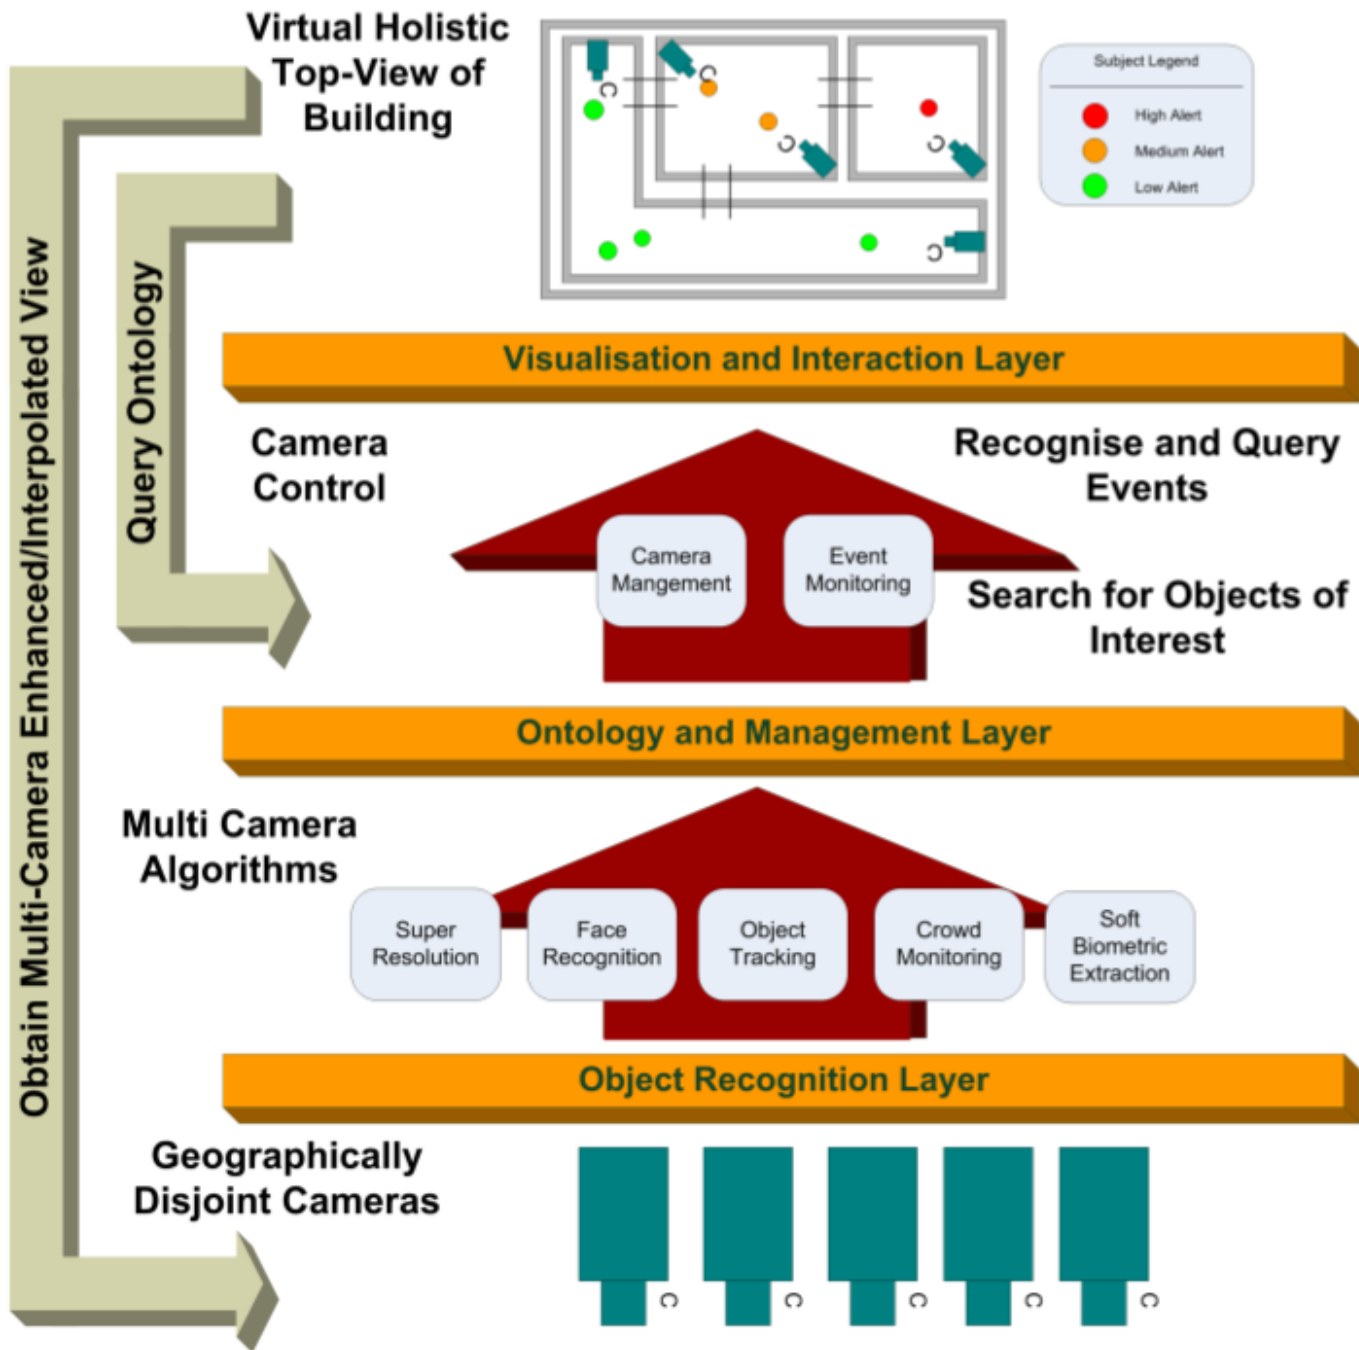 Virtual Holistic
Top-View of
Building
C
C
C
C
C
Subject Legend
High Alert
Medium Alert
Low Alert
Obtain Multi-Camera Enhanced/Interpolated View
Query Ontology
Visualisation and Interaction Layer
Camera
Control
Recognise and Query
Events
Camera
Mangement
Event
Monitoring
Search for Objects of
Interest
Ontology and Management Layer
Multi Camera
Algorithms
Super
Resolution
Face
Recognition
Object
Tracking
Crowd
Monitoring
Soft
Biometric
Extraction
Object Recognition Layer
Geographically
Disjoint Cameras
C
C
C
C
C